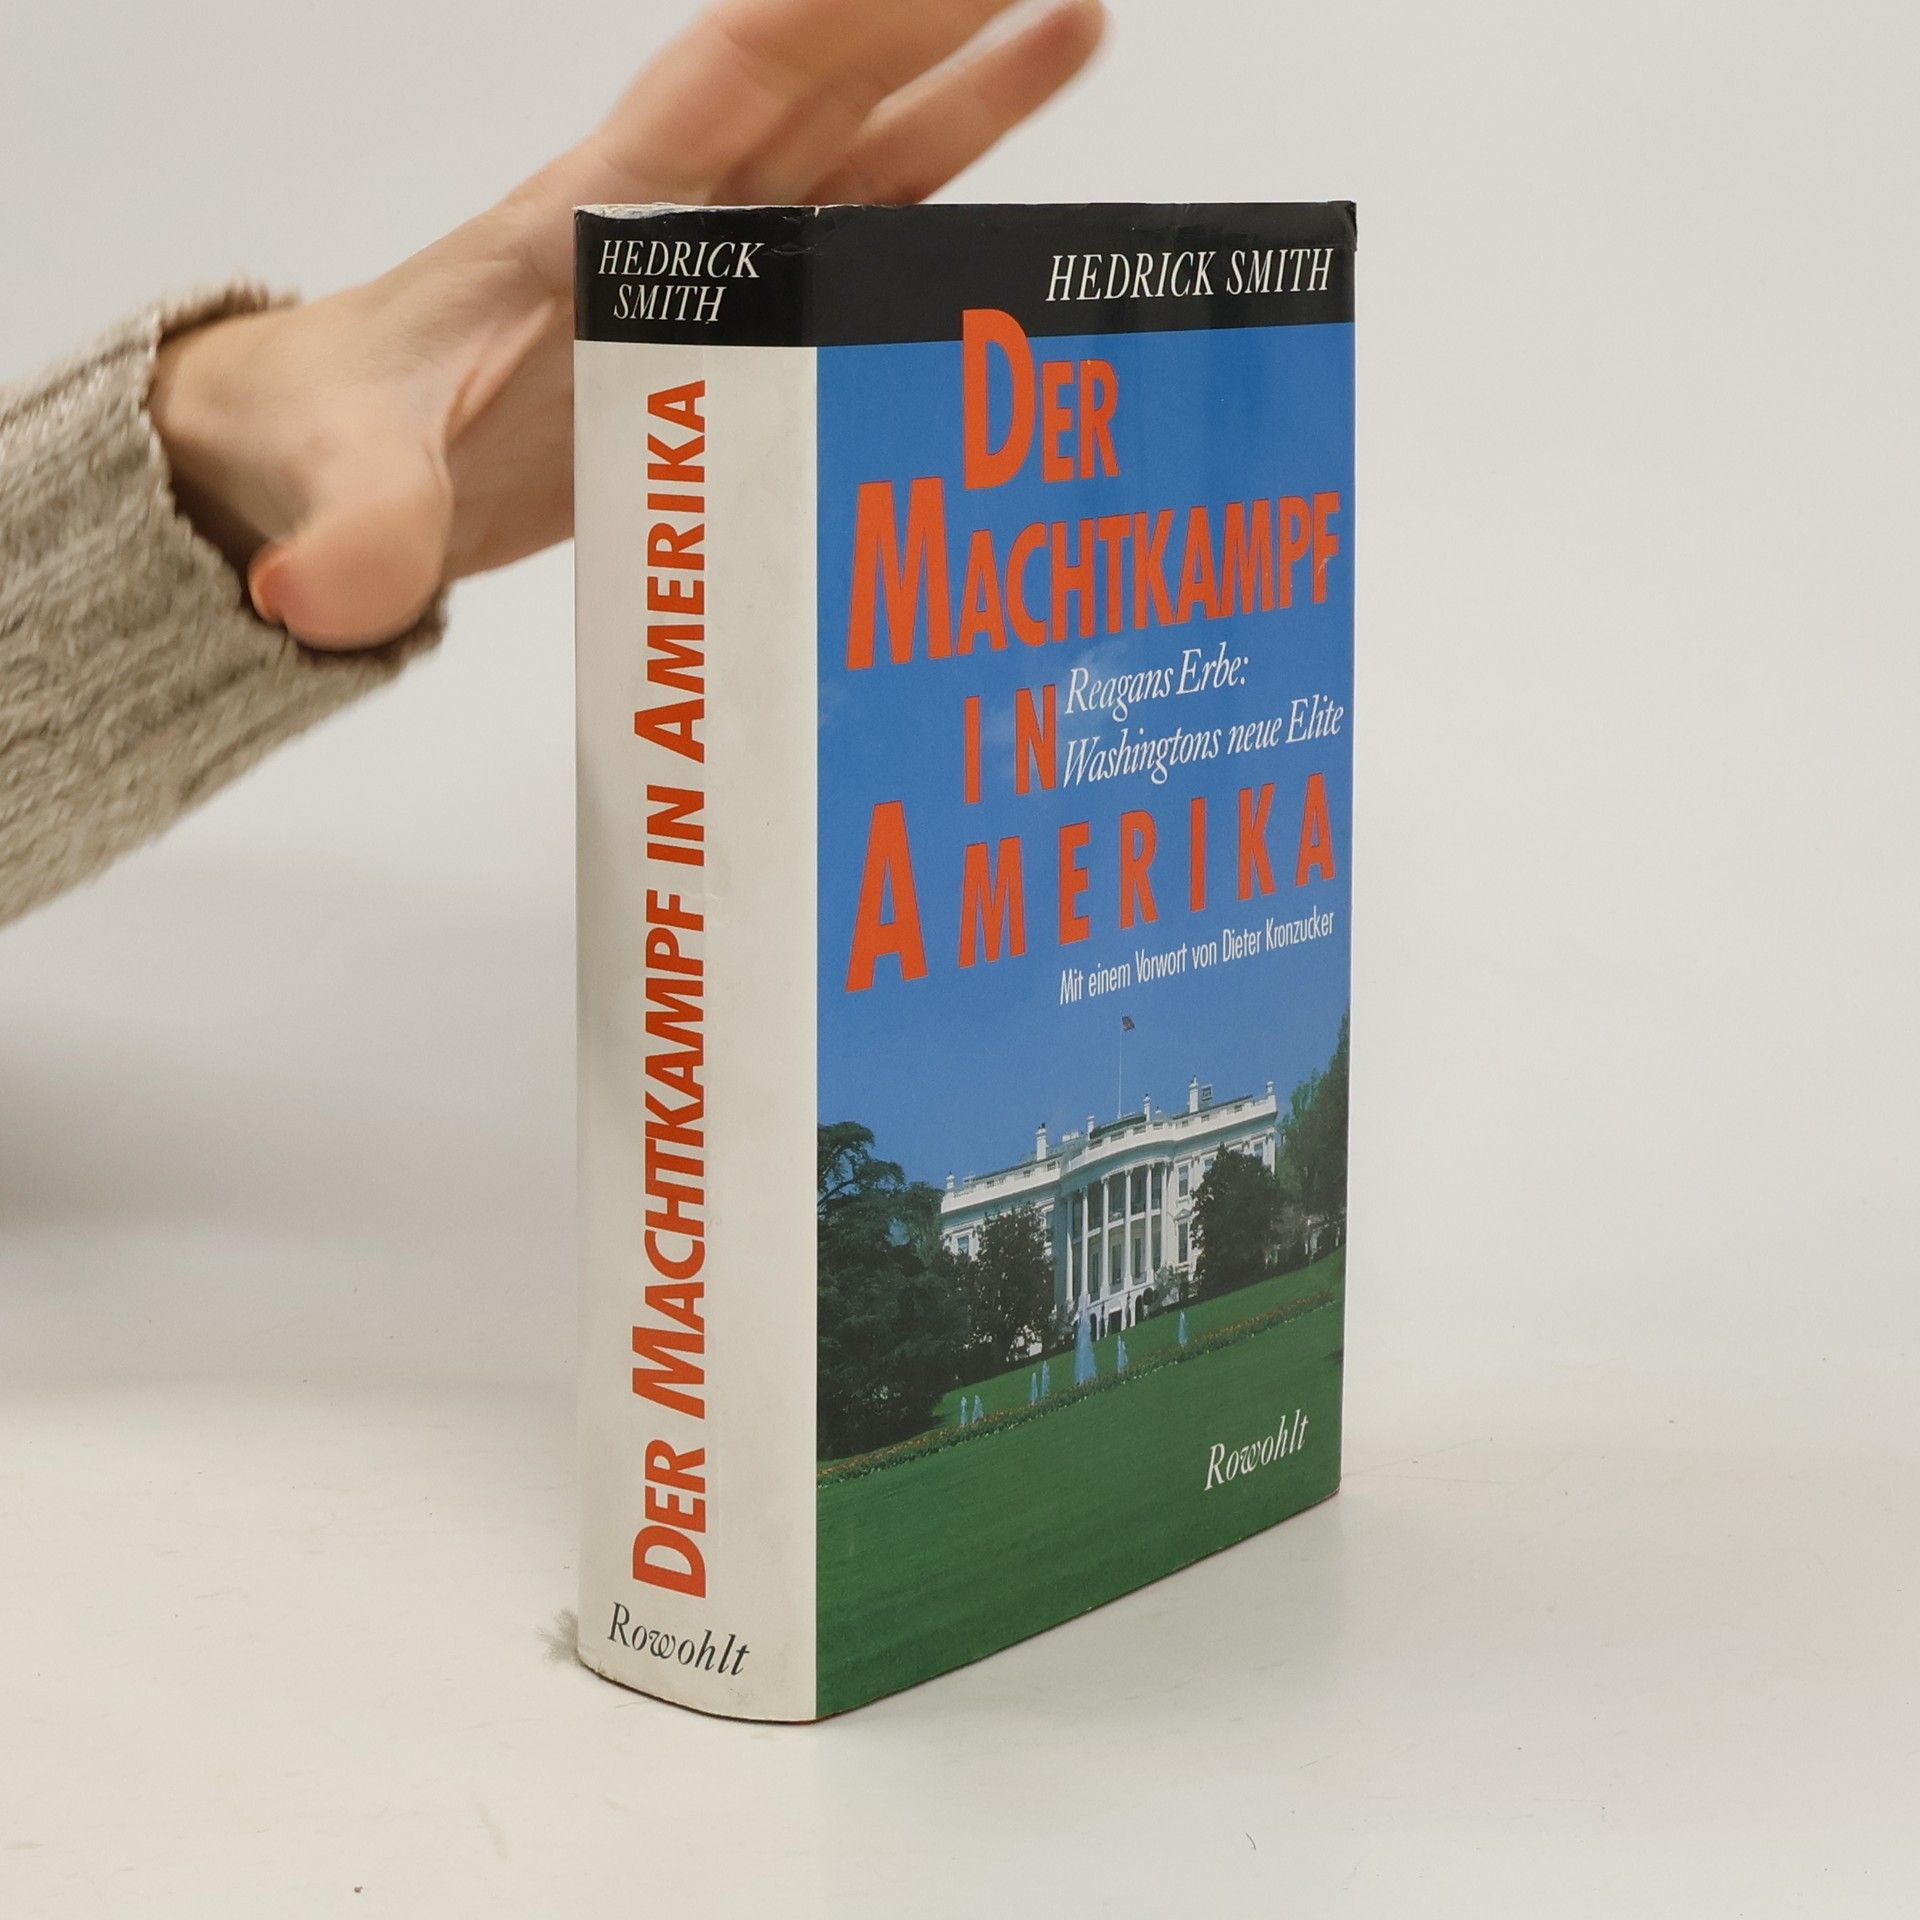 HEDRICK
SMITH
DER MACHTKAMPF IN AMERIKA
Rowohlt
HEDRICK SMITH
DER
MACHTKAMPF
IN
Reagans Erbe:
Washingtons neue Elite
AMERIKA
Mit einem Vorwort von Dieter Kronzucker
Rowohlt